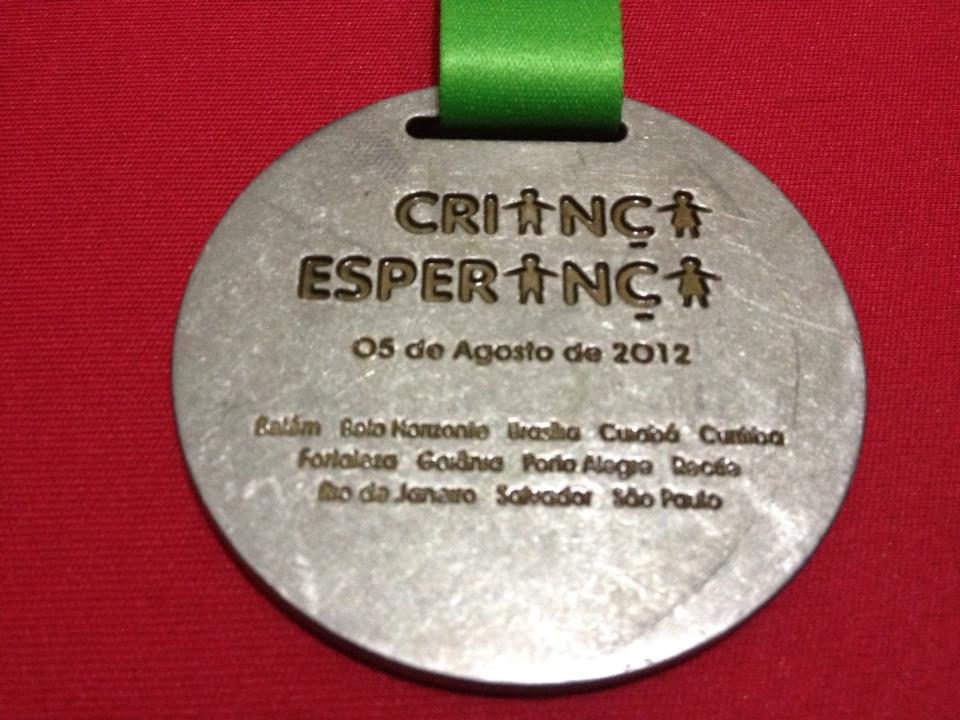 CRIANÇA
ESPERANÇA
05 de Agosto de 2012
Belém Belo Horizonte Brasília Cuiabá Curitiba
Fortaleza Goiânia Porto Alegre Recife
Rio de Janeiro Salvador São Paulo